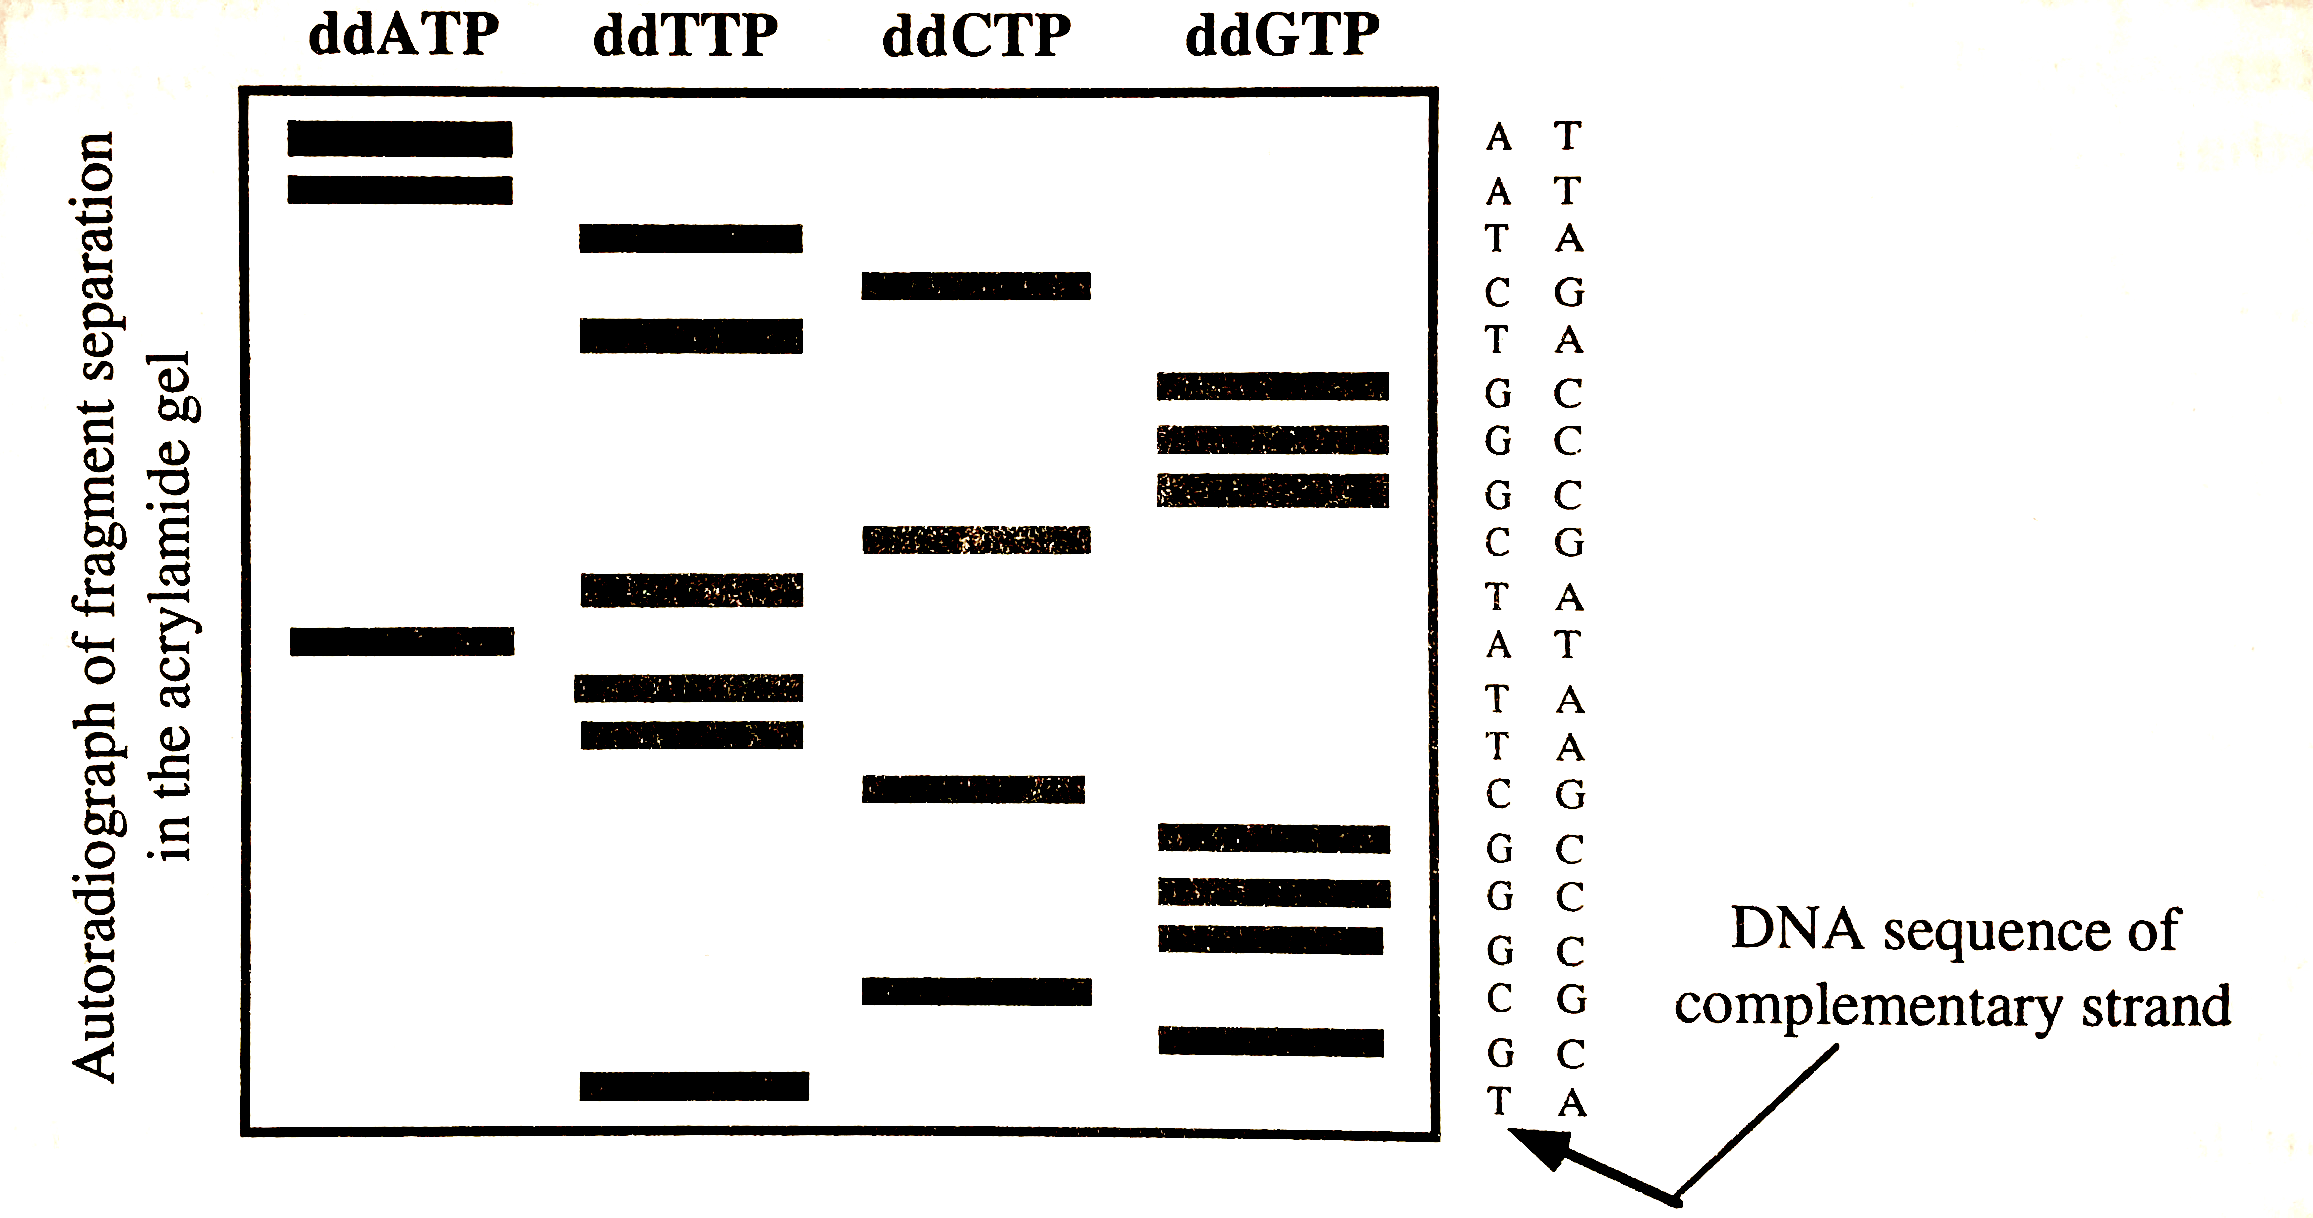 ddATP ddTTP ddCTP ddGTP
Autoradiograph of fragment separation
in the acrylamide gel
A T
A T
T A
C G
T A
G C
G C
G C
C G
T A
A T
T A
T A
C G
G C
G C
G C
C G
G C
T A
DNA sequence of
complementary strand